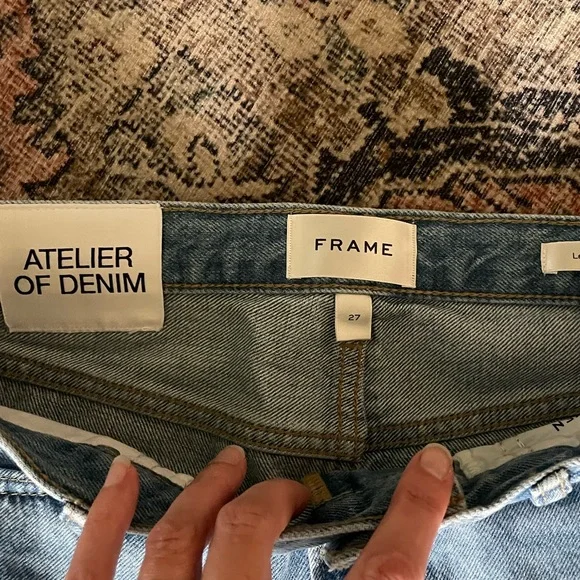 ATELIER
OF DENIM
FRAME
27